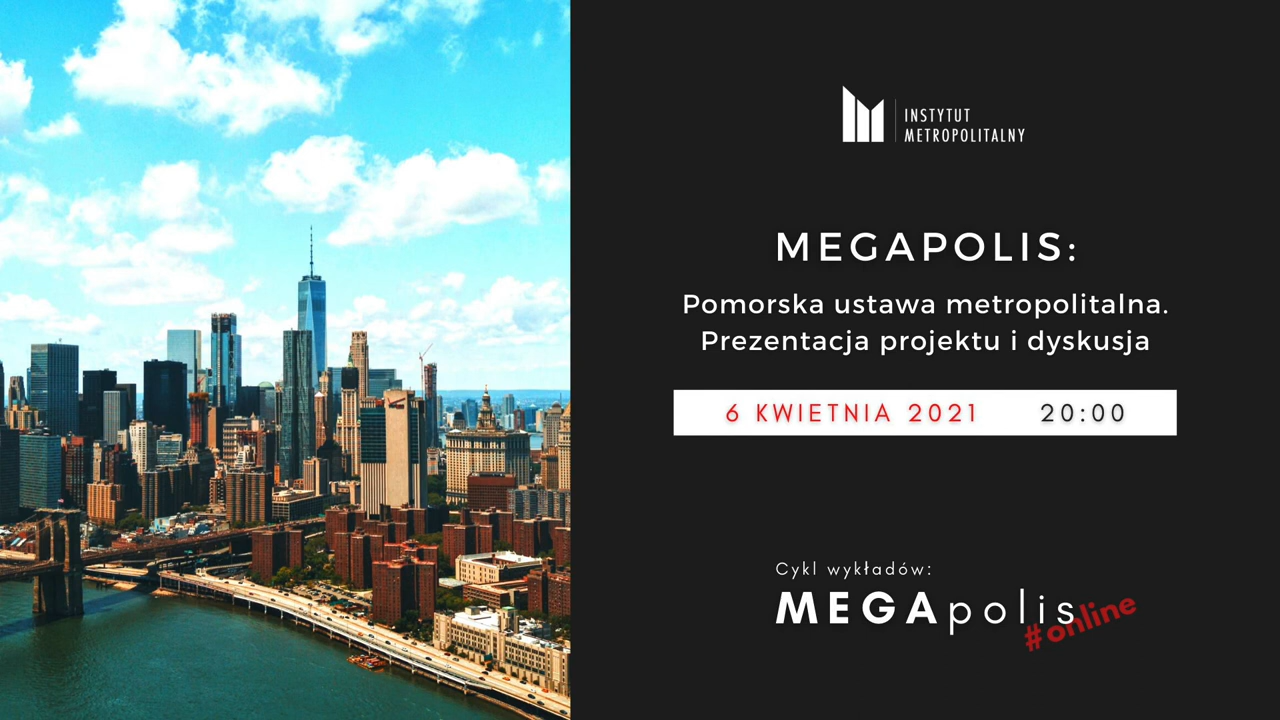 INSTYTUT
METROPOLITALNY
MEGAPOLIS:
Pomorska ustawa metropolitalna.
Prezentacja projektu i dyskusja
6 KWIETNIA 2021 20:00
Cykl wykładów:
MEGApolis
#online